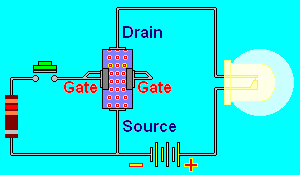 Drain
Gate Gate
Source
- +